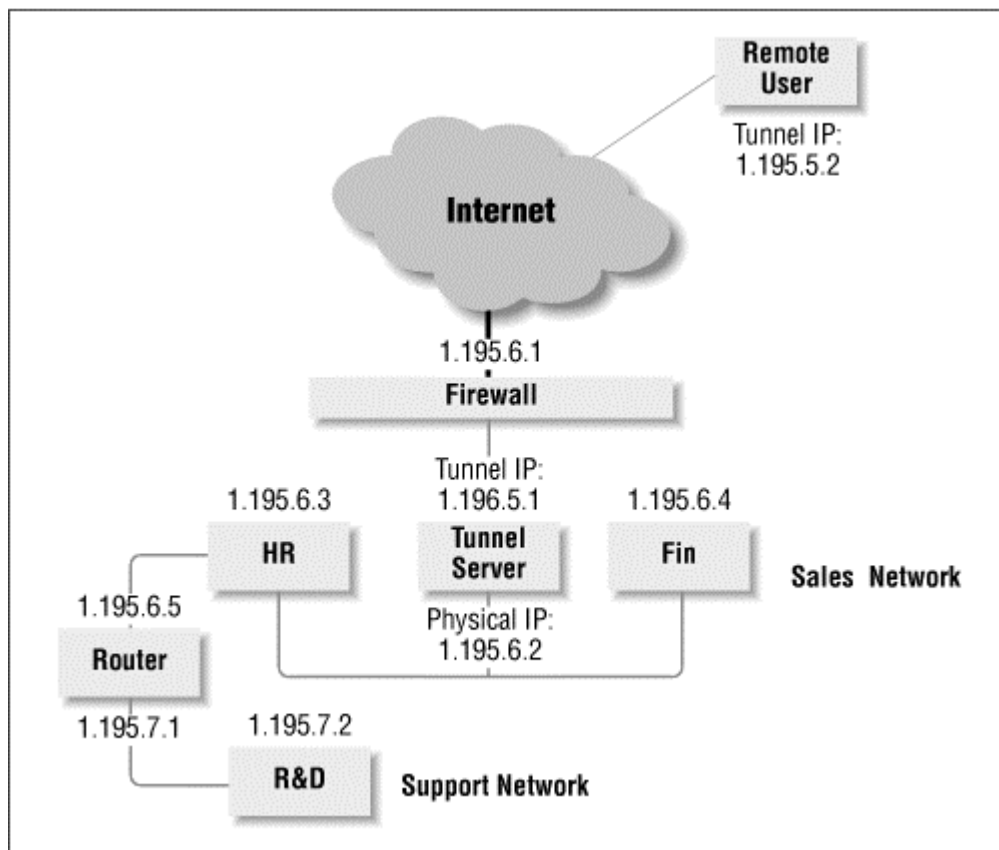 Remote
User
Tunnel IP:
1.195.5.2
Internet
1.195.6.1
Firewall
Tunnel IP:
1.196.5.1
1.195.6.3
1.195.6.4
HR
Tunnel
Server
Fin
Sales Network
1.195.6.5
Physical IP:
1.195.6.2
Router
1.195.7.1
1.195.7.2
R&D
Support Network